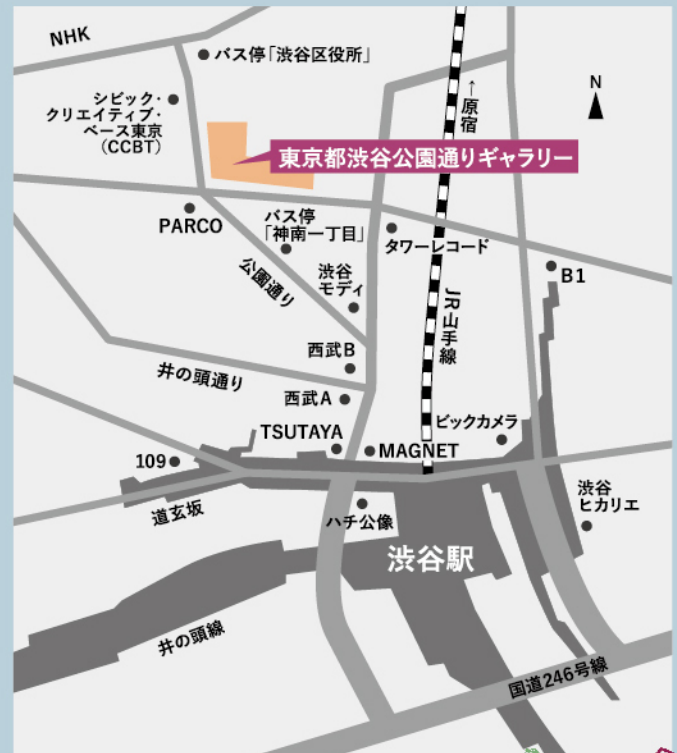 NHK
バス停「渋谷区役所」
シビック・
クリエイティブ・
ベース東京
(CCBT)
↑原宿
N
東京都渋谷公園通りギャラリー
PARCO
バス停
「神南一丁目」
タワーレコード
公園通り
渋谷
モディ
B1
JR山手線
西武B
井の頭通り
西武A
TSUTAYA
MAGNET
ビックカメラ
109
道玄坂
ハチ公像
渋谷
ヒカリエ
渋谷駅
井の頭線
国道246号線